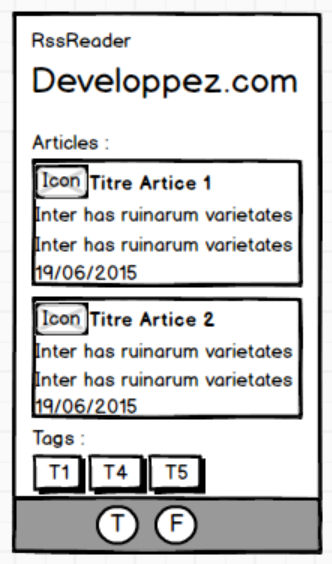 RssReader
Developpez.com
Articles :
Icon Titre Artice 1
Inter has ruinarum varietates
Inter has ruinarum varietates
19/06/2015
Icon Titre Artice 2
Inter has ruinarum varietates
Inter has ruinarum varietates
19/06/2015
Tags :
T1 T4 T5
T F